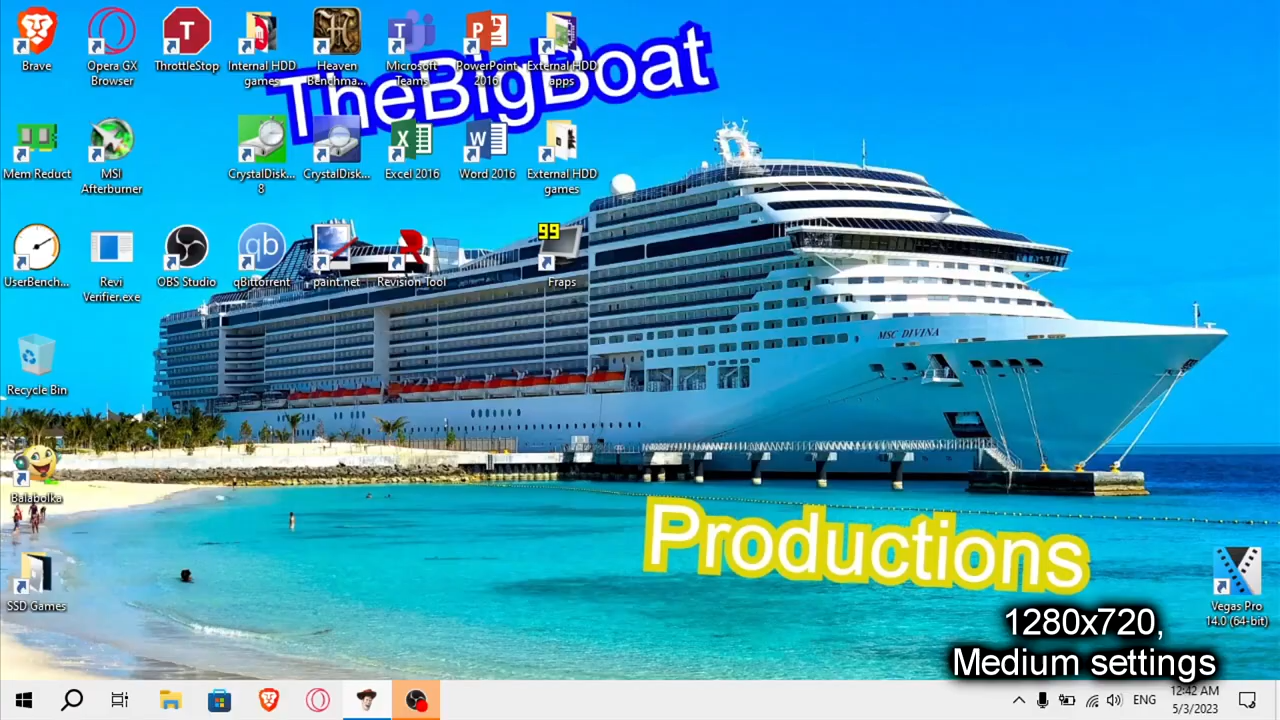 Brave
Opera GX
Browser
ThrottleStop
Internal HDD
games
Heaven
Benchma...
Microsoft
Teams
PowerPoint
2016
External HDD
apps
TheBigBoat
Mem Reduct
MSI
Afterburner
CrystalDisk...
8
CrystalDisk...
Excel 2016
Word 2016
External HDD
games
UserBench...
Revi
Verifier.exe
OBS Studio
qBittorrent
paint.net
Revision Tool
99
Fraps
MSC DIVINA
Recycle Bin
Balabolka
Productions
SSD Games
Vegas Pro
14.0 (64-bit)
1280x720,
Medium settings
ENG
12:42 AM
5/3/2023